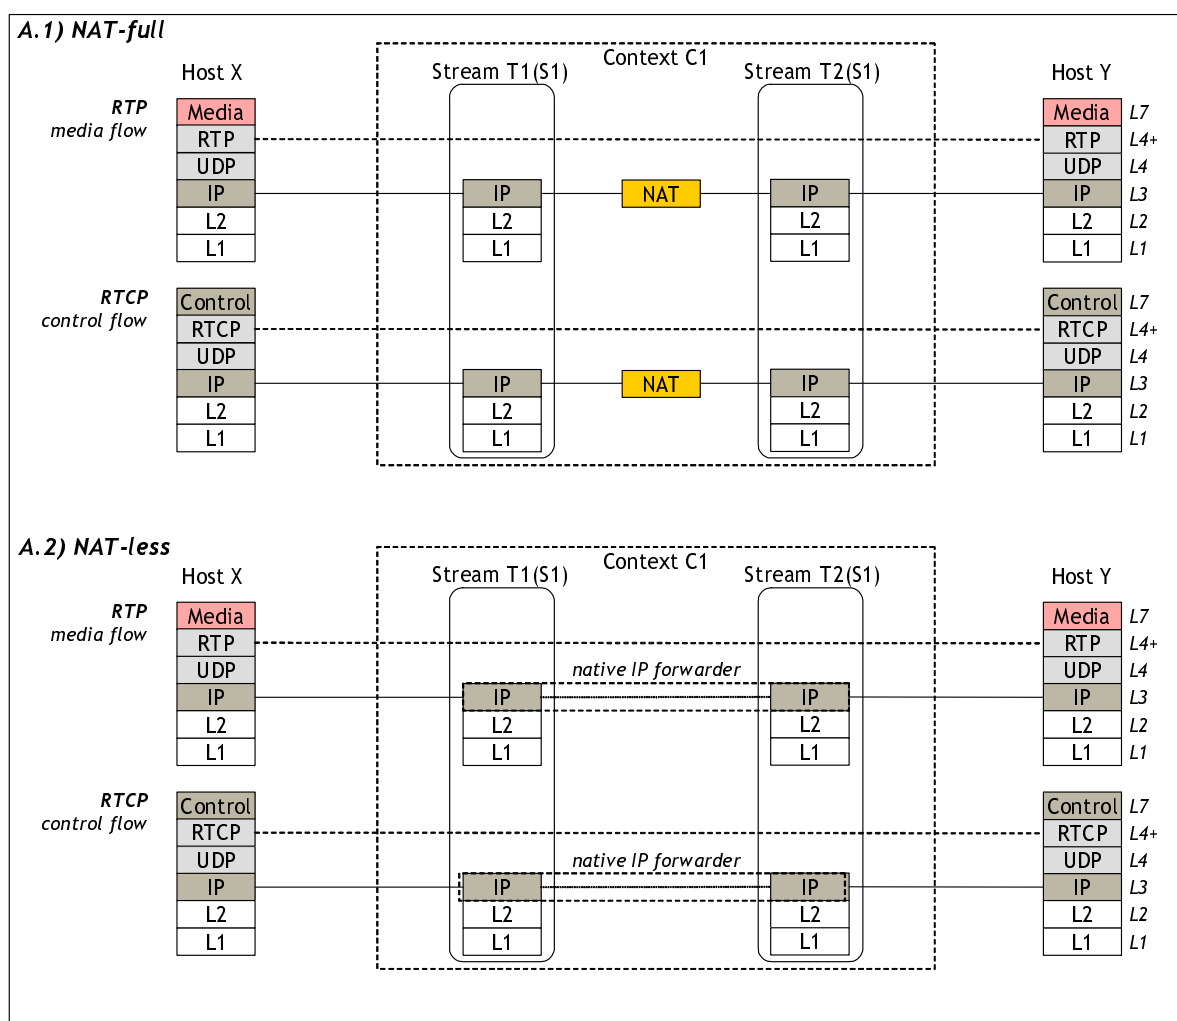 A.1) NAT-full
Context C1
Host X Stream T1(S1) Stream T2(S1) Host Y
RTP Media Media L7
media flow RTP RTP L4+
UDP UDP L4
IP IP NAT IP IP L3
L2 L2 L2 L2 L2
L1 L1 L1 L1 L1
RTCP Control Control L7
control flow RTCP RTCP L4+
UDP UDP L4
IP IP NAT IP IP L3
L2 L2 L2 L2 L2
L1 L1 L1 L1 L1
A.2) NAT-less
Context C1
Host X Stream T1(S1) Stream T2(S1) Host Y
RTP Media Media L7
media flow RTP RTP L4+
UDP native IP forwarder UDP L4
IP IP IP IP L3
L2 L2 L2 L2 L2
L1 L1 L1 L1 L1
RTCP Control Control L7
control flow RTCP RTCP L4+
UDP native IP forwarder UDP L4
IP IP IP IP L3
L2 L2 L2 L2 L2
L1 L1 L1 L1 L1